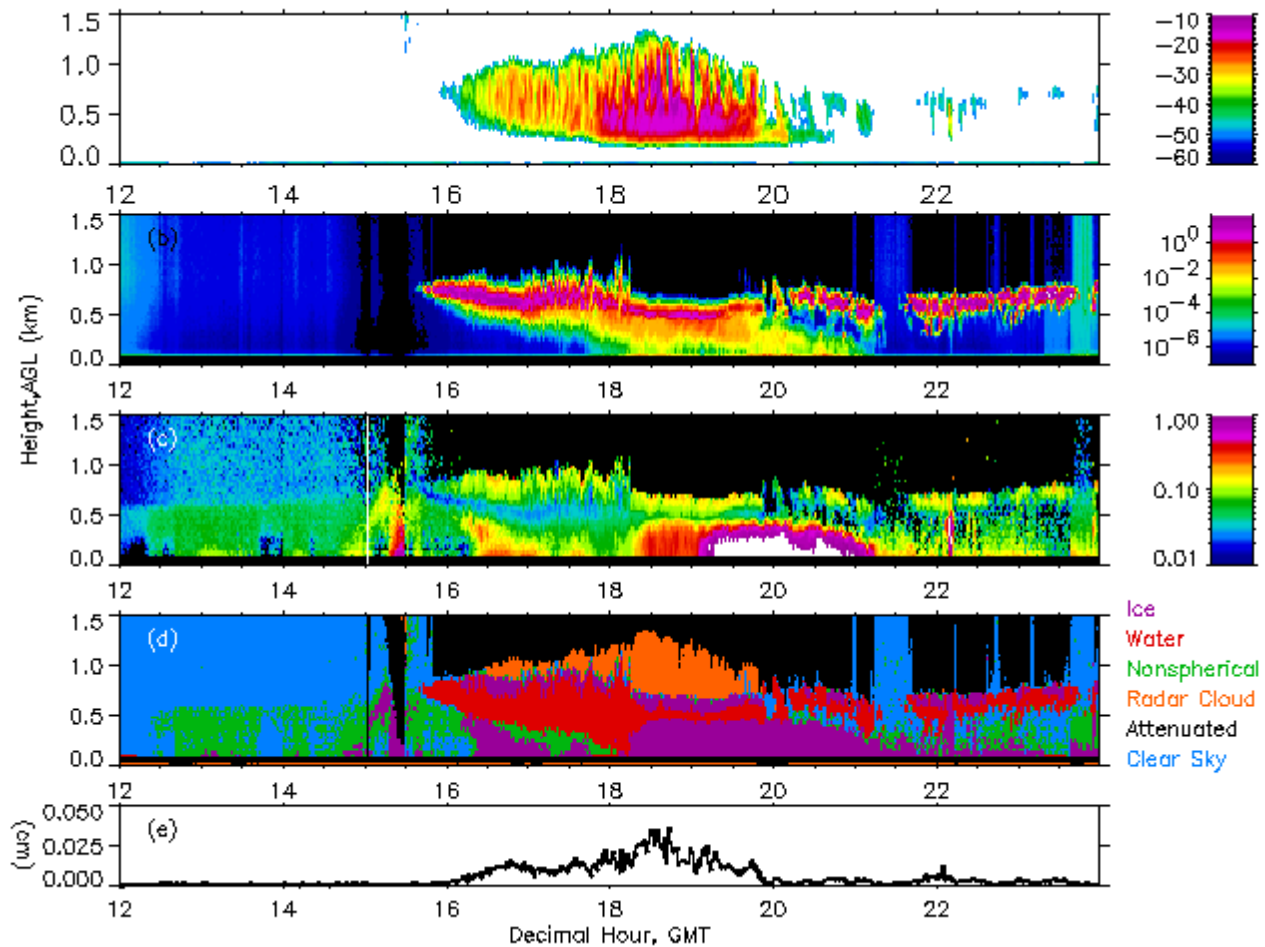 1.5
1.0
0.5
0.0
12 14 16 18 20 22
−10
−20
−30
−40
−50
−60
(b)
1.5
1.0
0.5
0.0
12 14 16 18 20 22
10^0
10^−2
10^−4
10^−6
Height,AGL (km)
(c)
1.5
1.0
0.5
0.0
12 14 16 18 20 22
1.00
0.10
0.01
(d)
1.5
1.0
0.5
0.0
12 14 16 18 20 22
Ice
Water
Nonspherical
Radar Cloud
Attenuated
Clear Sky
(e)
(cm)
0.050
0.025
0.000
12 14 16 18 20 22
Decimal Hour, GMT